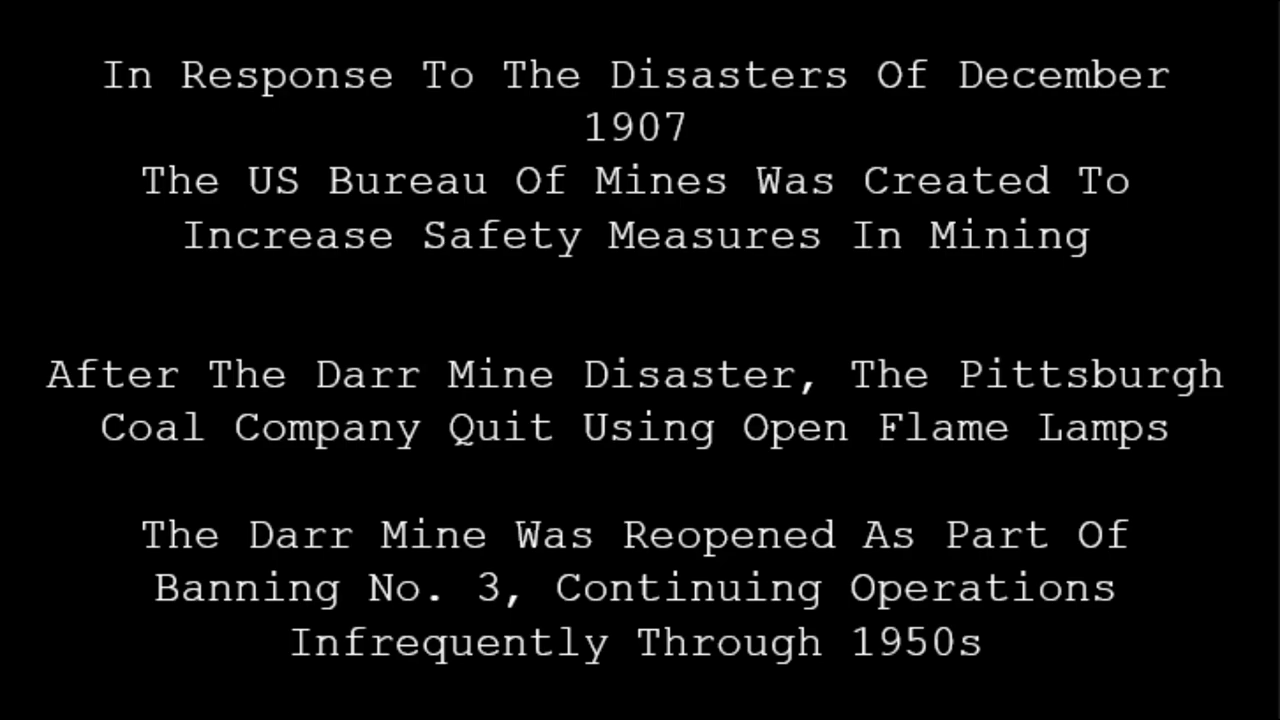 In Response To The Disasters Of December
1907
The US Bureau Of Mines Was Created To
Increase Safety Measures In Mining
After The Darr Mine Disaster, The Pittsburgh
Coal Company Quit Using Open Flame Lamps
The Darr Mine Was Reopened As Part Of
Banning No. 3, Continuing Operations
Infrequently Through 1950s